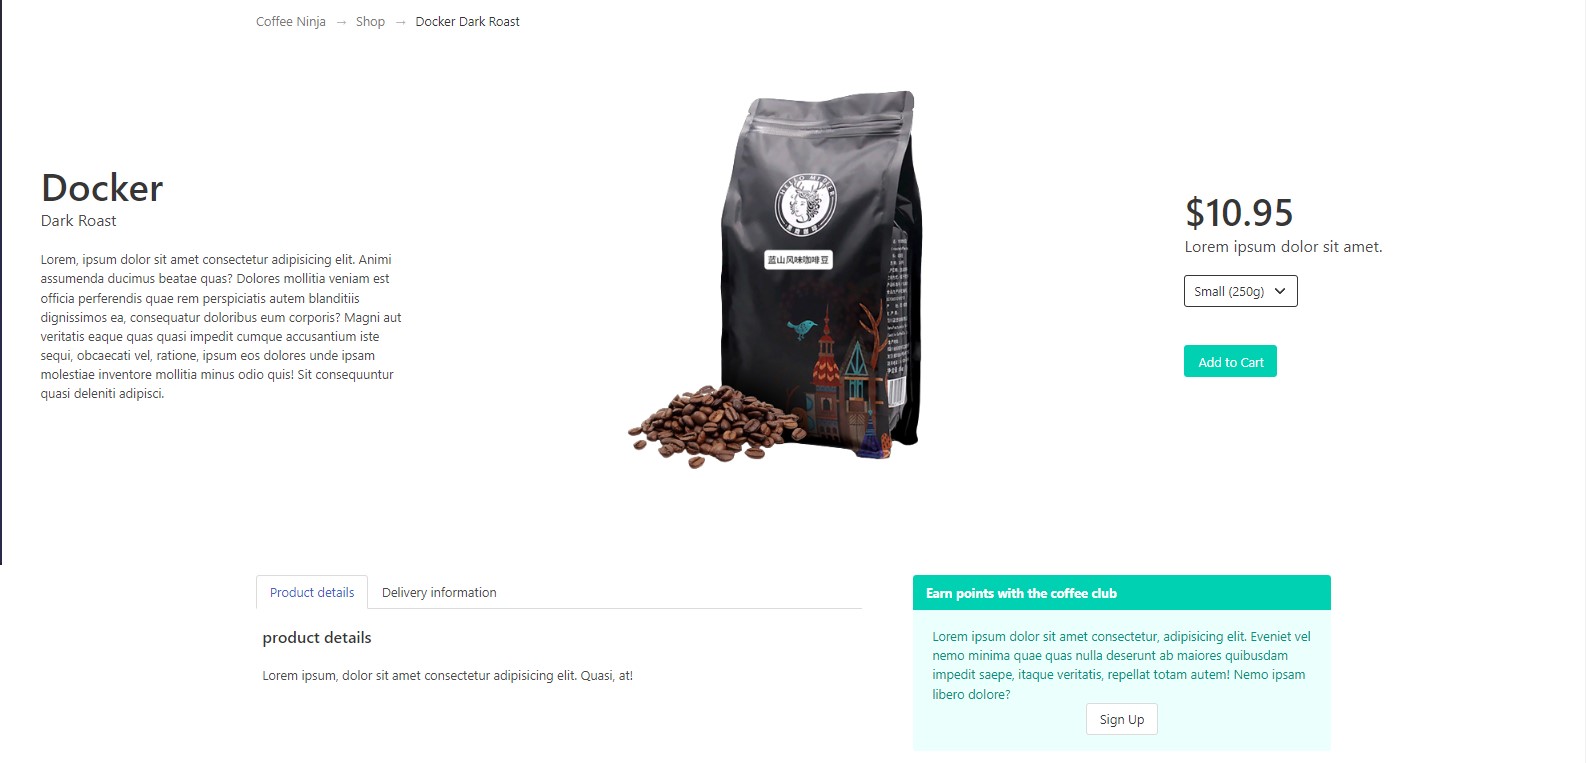 Coffee Ninja → Shop → Docker Dark Roast
Docker
Dark Roast
Lorem, ipsum dolor sit amet consectetur adipisicing elit. Animi
assumenda ducimus beatae quas? Dolores mollitia veniam est
officia perferendis quae rem perspiciatis autem blanditiis
dignissimos ea, consequatur doloribus eum corporis? Magni aut
veritatis eaque quas quasi impedit cumque accusantium iste
sequi, obcaecati vel, ratione, ipsum eos dolores unde ipsam
molestiae inventore mollitia minus odio quis! Sit consequuntur
quasi deleniti adipisci.
蓝山风味咖啡豆
$10.95
Lorem ipsum dolor sit amet.
Small (250g)
Add to Cart
Product details
Delivery information
product details
Lorem ipsum, dolor sit amet consectetur adipisicing elit. Quasi, at!
Earn points with the coffee club
Lorem ipsum dolor sit amet consectetur, adipisicing elit. Eveniet vel
nemo minima quae quas nulla deserunt ab maiores quibusdam
impedit saepe, itaque veritatis, repellat totam autem! Nemo ipsam
libero dolore?
Sign Up